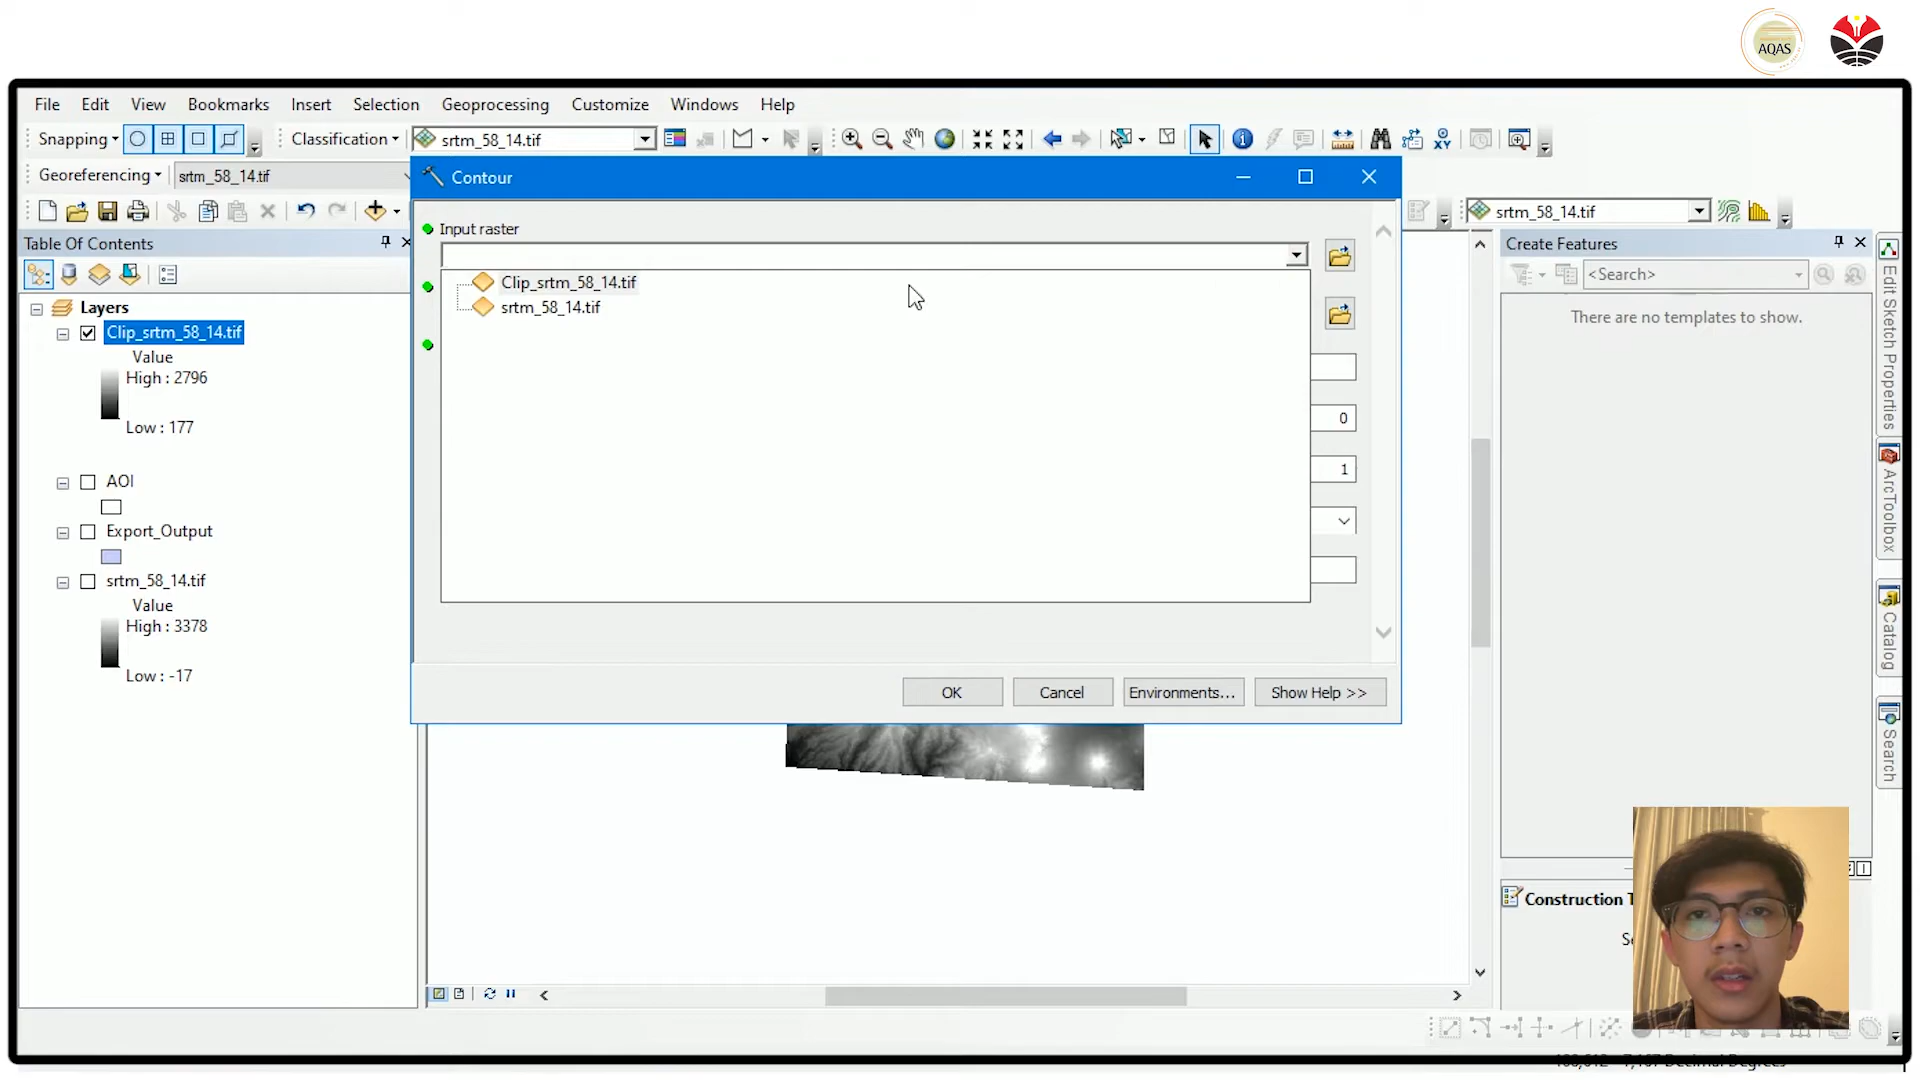 AQAS
File Edit View Bookmarks Insert Selection Geoprocessing Customize Windows Help
Snapping Classification srtm_58_14.tif
Georeferencing srtm_58_14.tif
Contour
srtm_58_14.tif
Table Of Contents
Layers
Clip_srtm_58_14.tif
Value
High : 2796
Low : 177
AOI
Export_Output
srtm_58_14.tif
Value
High : 3378
Low : -17
Input raster
Clip_srtm_58_14.tif
srtm_58_14.tif
0
1
OK Cancel Environments... Show Help >>
Create Features
<Search>
There are no templates to show.
Construction
Edit Sketch Properties
ArcToolbox
Catalog
Search